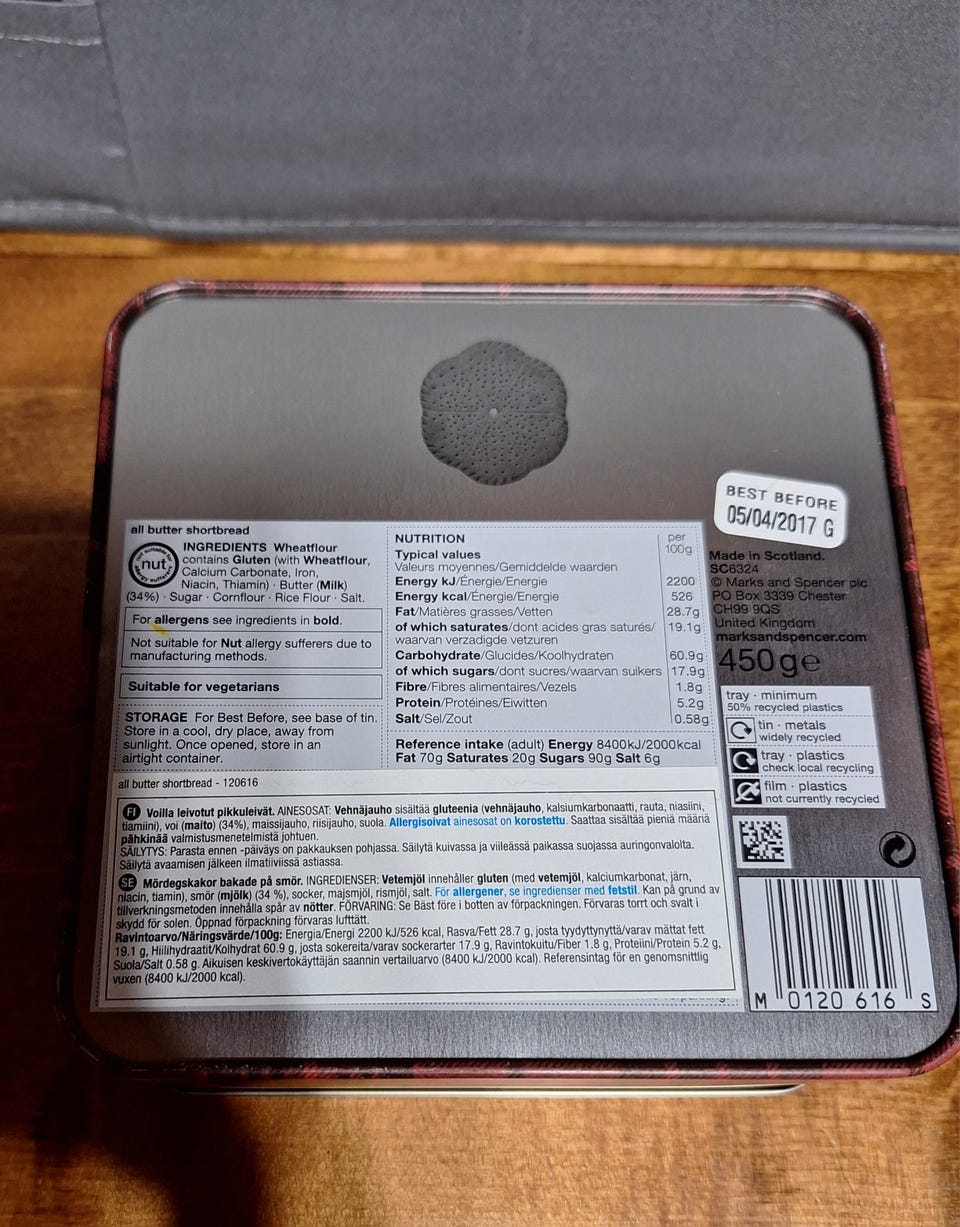 BEST BEFORE
05/04/2017 G
all butter shortbread
not suitable for
nut
allergy sufferers
INGREDIENTS Wheatflour
contains Gluten (with Wheatflour,
Calcium Carbonate, Iron,
Niacin, Thiamin) · Butter (Milk)
(34%) · Sugar · Cornflour · Rice Flour · Salt.
For allergens see ingredients in bold.
Not suitable for Nut allergy sufferers due to
manufacturing methods.
Suitable for vegetarians
STORAGE For Best Before, see base of tin.
Store in a cool, dry place, away from
sunlight. Once opened, store in an
airtight container.
NUTRITION per
Typical values 100g
Valeurs moyennes/Gemiddelde waarden
Energy kJ/Énergie/Energie 2200
Energy kcal/Énergie/Energie 526
Fat/Matières grasses/Vetten 28.7g
of which saturates/dont acides gras saturés/ 19.1g
waarvan verzadigde vetzuren
Carbohydrate/Glucides/Koolhydraten 60.9g
of which sugars/dont sucres/waarvan suikers 17.9g
Fibre/Fibres alimentaires/Vezels 1.8g
Protein/Protéines/Eiwitten 5.2g
Salt/Sel/Zout 0.58g
Reference intake (adult) Energy 8400kJ/2000kcal
Fat 70g Saturates 20g Sugars 90g Salt 6g
Made in Scotland.
SC6324
© Marks and Spencer plc
PO Box 3339 Chester
CH99 9QS
United Kingdom
marksandspencer.com
450g e
tray · minimum
50% recycled plastics
tin · metals
widely recycled
tray · plastics
check local recycling
film · plastics
not currently recycled
all butter shortbread - 120616
FI Voilla leivotut pikkuleivät. AINESOSAT: Vehnäjauho sisältää gluteenia (vehnäjauho, kalsiumkarbonaatti, rauta, niasiini,
tiamiini), voi (maito) (34%), maissijauho, riisijauho, suola. Allergisoivat ainesosat on korostettu. Saattaa sisältää pieniä määriä
pähkinää valmistusmenetelmistä johtuen.
SÄILYTYS: Parasta ennen -päiväys on pakkauksen pohjassa. Säilytä kuivassa ja viileässä paikassa suojassa auringonvalolta.
Säilytä avaamisen jälkeen ilmatiiviissä astiassa.
SE Mördegskakor bakade på smör. INGREDIENSER: Vetemjöl innehåller gluten (med vetemjöl, kalciumkarbonat, järn,
niacin, tiamin), smör (mjölk) (34 %), socker, majsmjöl, rismjöl, salt. För allergener, se ingredienser med fetstil. Kan på grund av
tillverkningsmetoden innehålla spår av nötter. FÖRVARING: Se Bäst före i botten av förpackningen. Förvaras torrt och svalt i
skydd för solen. Öppnad förpackning förvaras lufttätt.
Ravintoarvo/Näringsvärde/100g: Energia/Energi 2200 kJ/526 kcal, Rasva/Fett 28.7 g, josta tyydyttynyttä/varav mättat fett
19.1 g, Hiilihydraatit/Kolhydrat 60.9 g, josta sokereita/varav sockerarter 17.9 g, Ravintokuitu/Fiber 1.8 g, Proteiini/Protein 5.2 g,
Suola/Salt 0.58 g. Aikuisen keskivertokäyttäjän saannin vertailuarvo (8400 kJ/2000 kcal). Referensintag för en genomsnittlig
vuxen (8400 kJ/2000 kcal).
M 0120 616 S